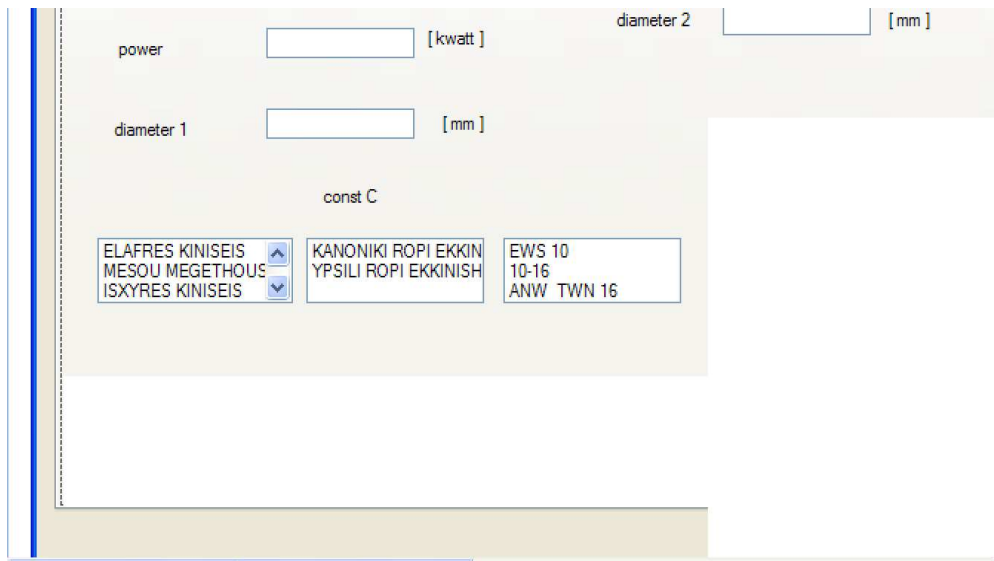 diameter 2 [ mm ]
power [ kwatt ]
diameter 1 [ mm ]
const C
ELAFRES KINISEIS
MESOU MEGETHOUS
ISXYRES KINISEIS
KANONIKI ROPI EKKIN
YPSILI ROPI EKKINISH
EWS 10
10-16
ANW TWN 16